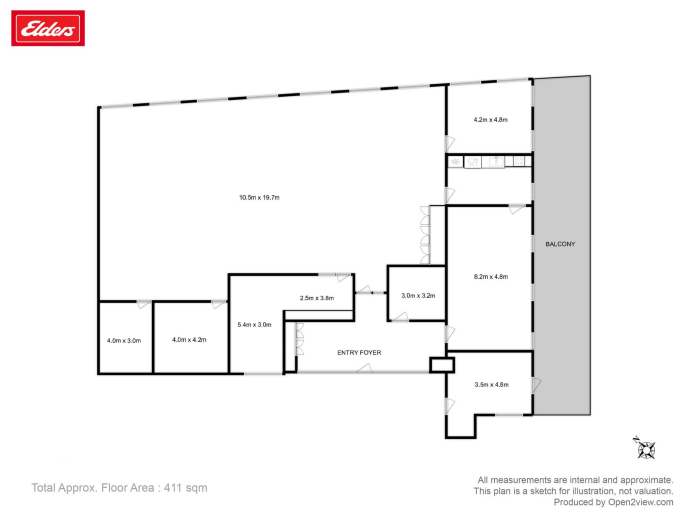 Elders
4.2m x 4.8m
10.5m x 19.7m
BALCONY
8.2m x 4.8m
2.5m x 3.8m
3.0m x 3.2m
5.4m x 3.0m
4.0m x 3.0m
4.0m x 4.2m
ENTRY FOYER
3.5m x 4.8m
Total Approx. Floor Area : 411 sqm
All measurements are internal and approximate.
This plan is a sketch for illustration, not valuation.
Produced by Open2view.com